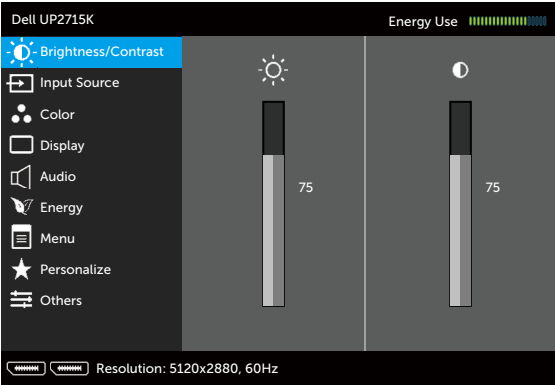 Dell UP2715K
Energy Use
Brightness/Contrast
Input Source
Color
Display
Audio
Energy
Menu
Personalize
Others
75
75
Resolution: 5120x2880, 60Hz